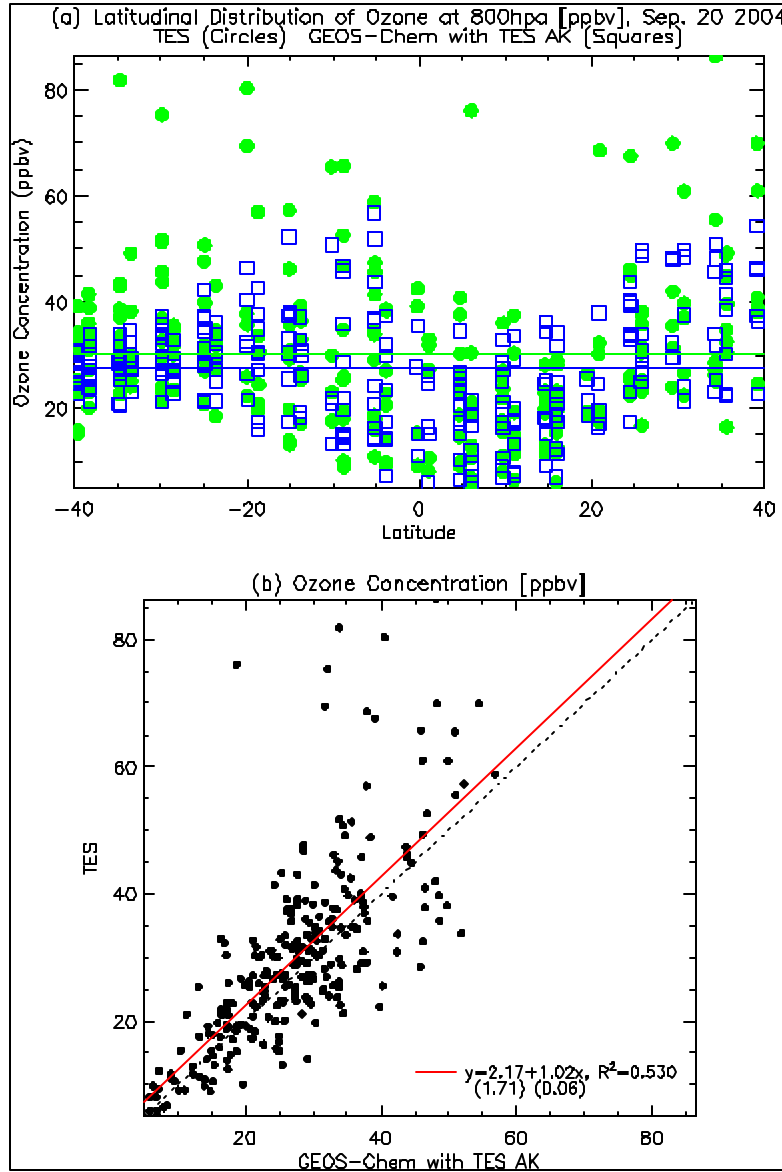 (a) Latitudinal Distribution of Ozone at 800hpa [ppbv], Sep. 20 2004
TES (Circles) GEOS-Chem with TES AK (Squares)
Ozone Concentration (ppbv)
80
60
40
20
-40 -20 0 20 40
Latitude
(b) Ozone Concentration [ppbv]
TES
80
60
40
20
y=2.17+1.02x, R²=0.530
(1.71) (0.06)
20 40 60 80
GEOS-Chem with TES AK